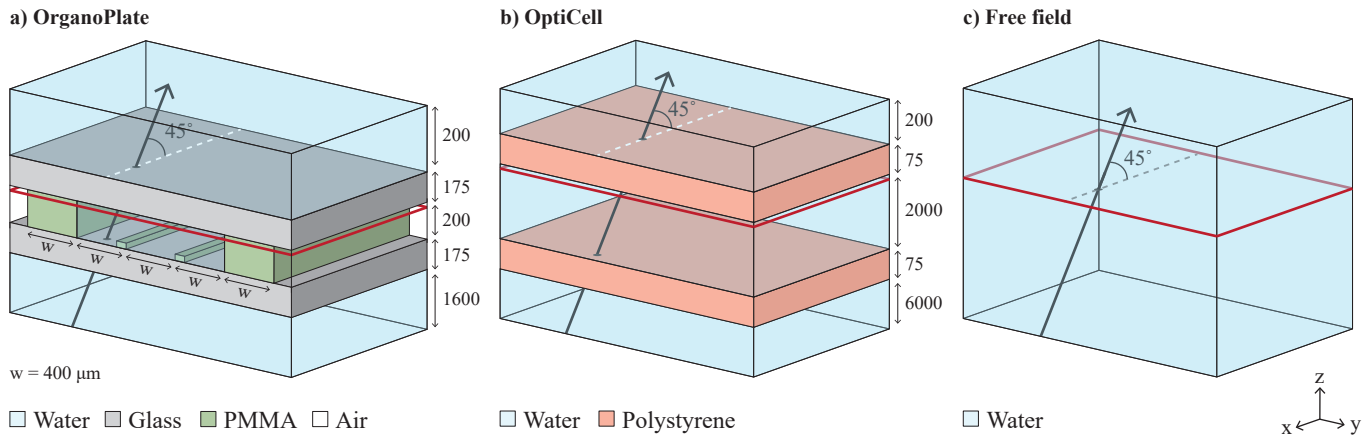 a) OrganoPlate
45°
200
175
200
175
1600
w
w
w
w
w
w = 400 μm
Water
Glass
PMMA
Air
b) OptiCell
45°
200
75
2000
75
6000
Water
Polystyrene
c) Free field
45°
Water
z
x
y